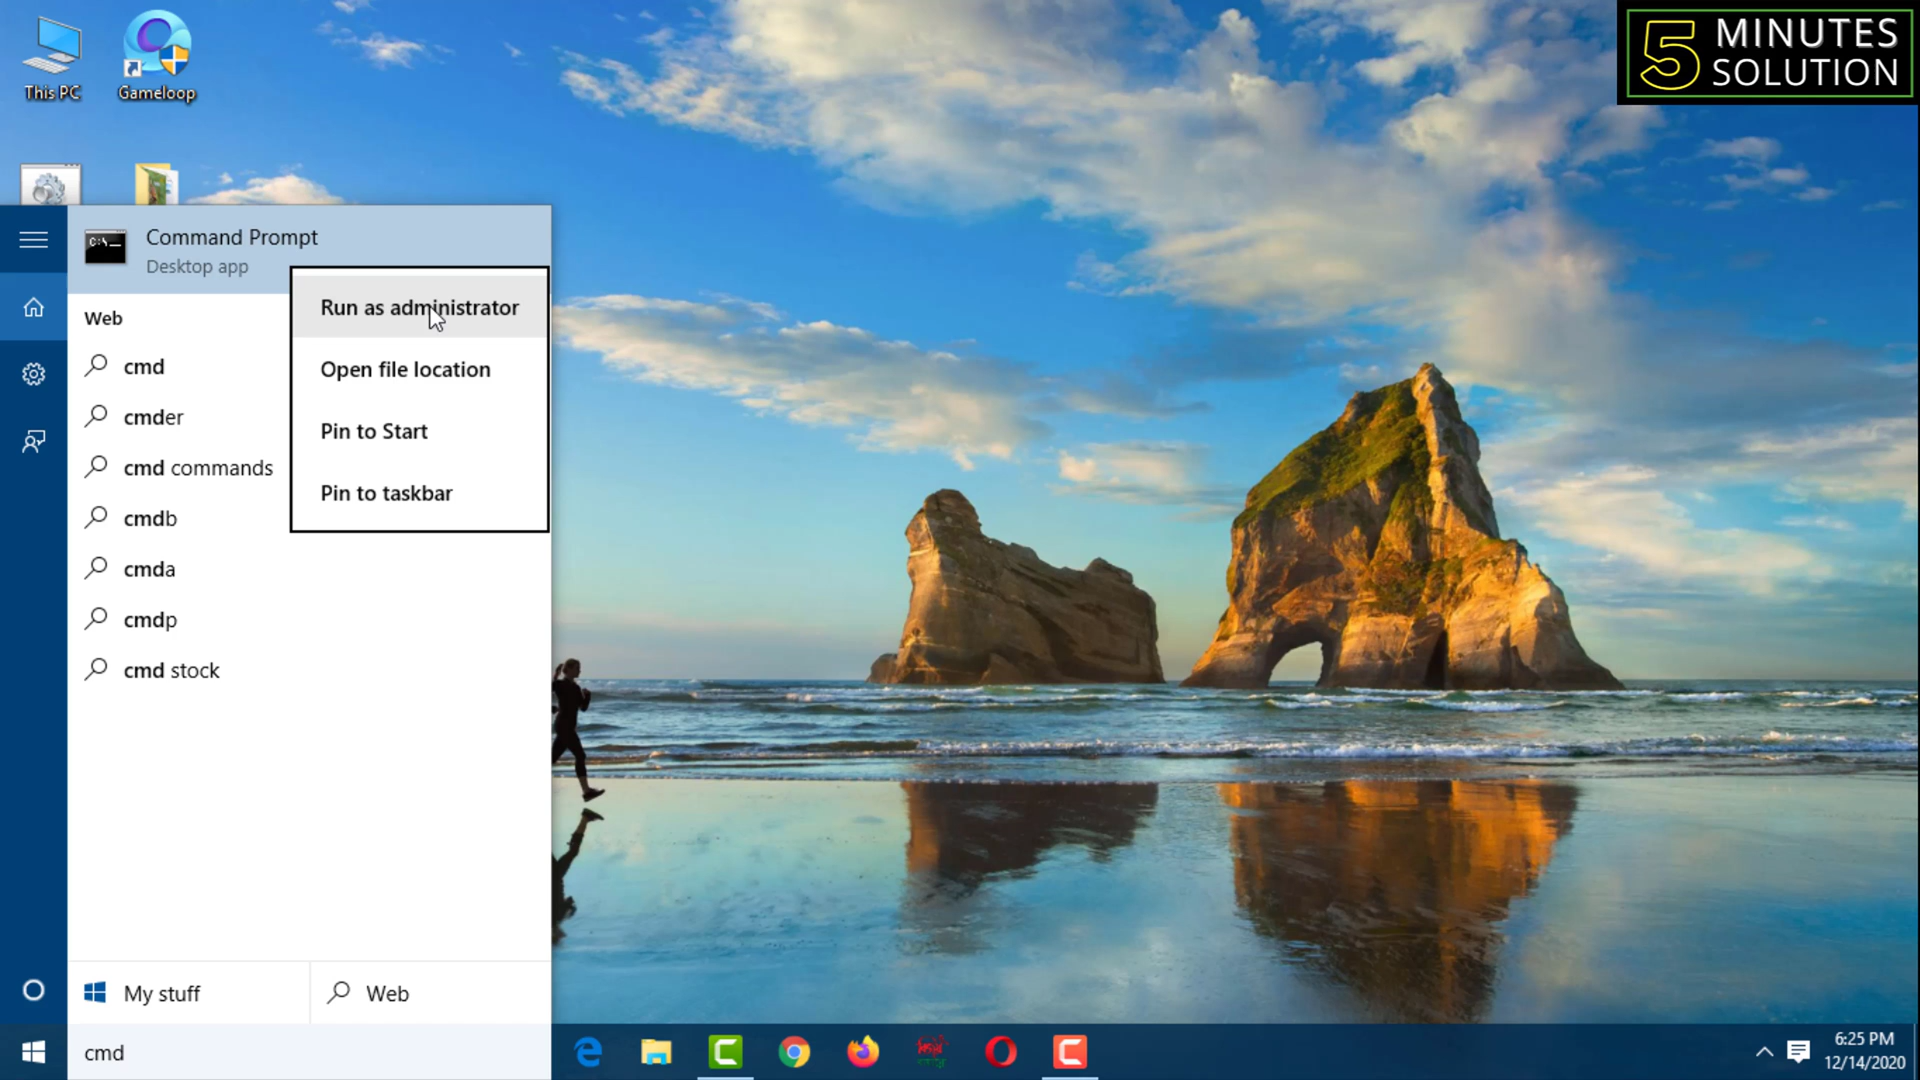 This PC
Gameloop
5 MINUTES
SOLUTION
C:\_
Command Prompt
Desktop app
Run as administrator
Open file location
Pin to Start
Pin to taskbar
Web
cmd
cmder
cmd commands
cmdb
cmda
cmdp
cmd stock
My stuff
Web
cmd
6:25 PM
12/14/2020